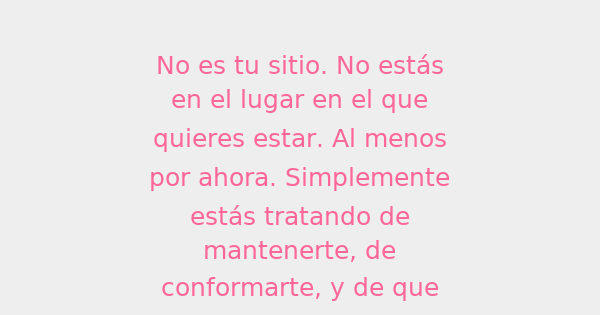 No es tu sitio. No estás
en el lugar en el que
quieres estar. Al menos
por ahora. Simplemente
estás tratando de
mantenerte, de
conformarte, y de que